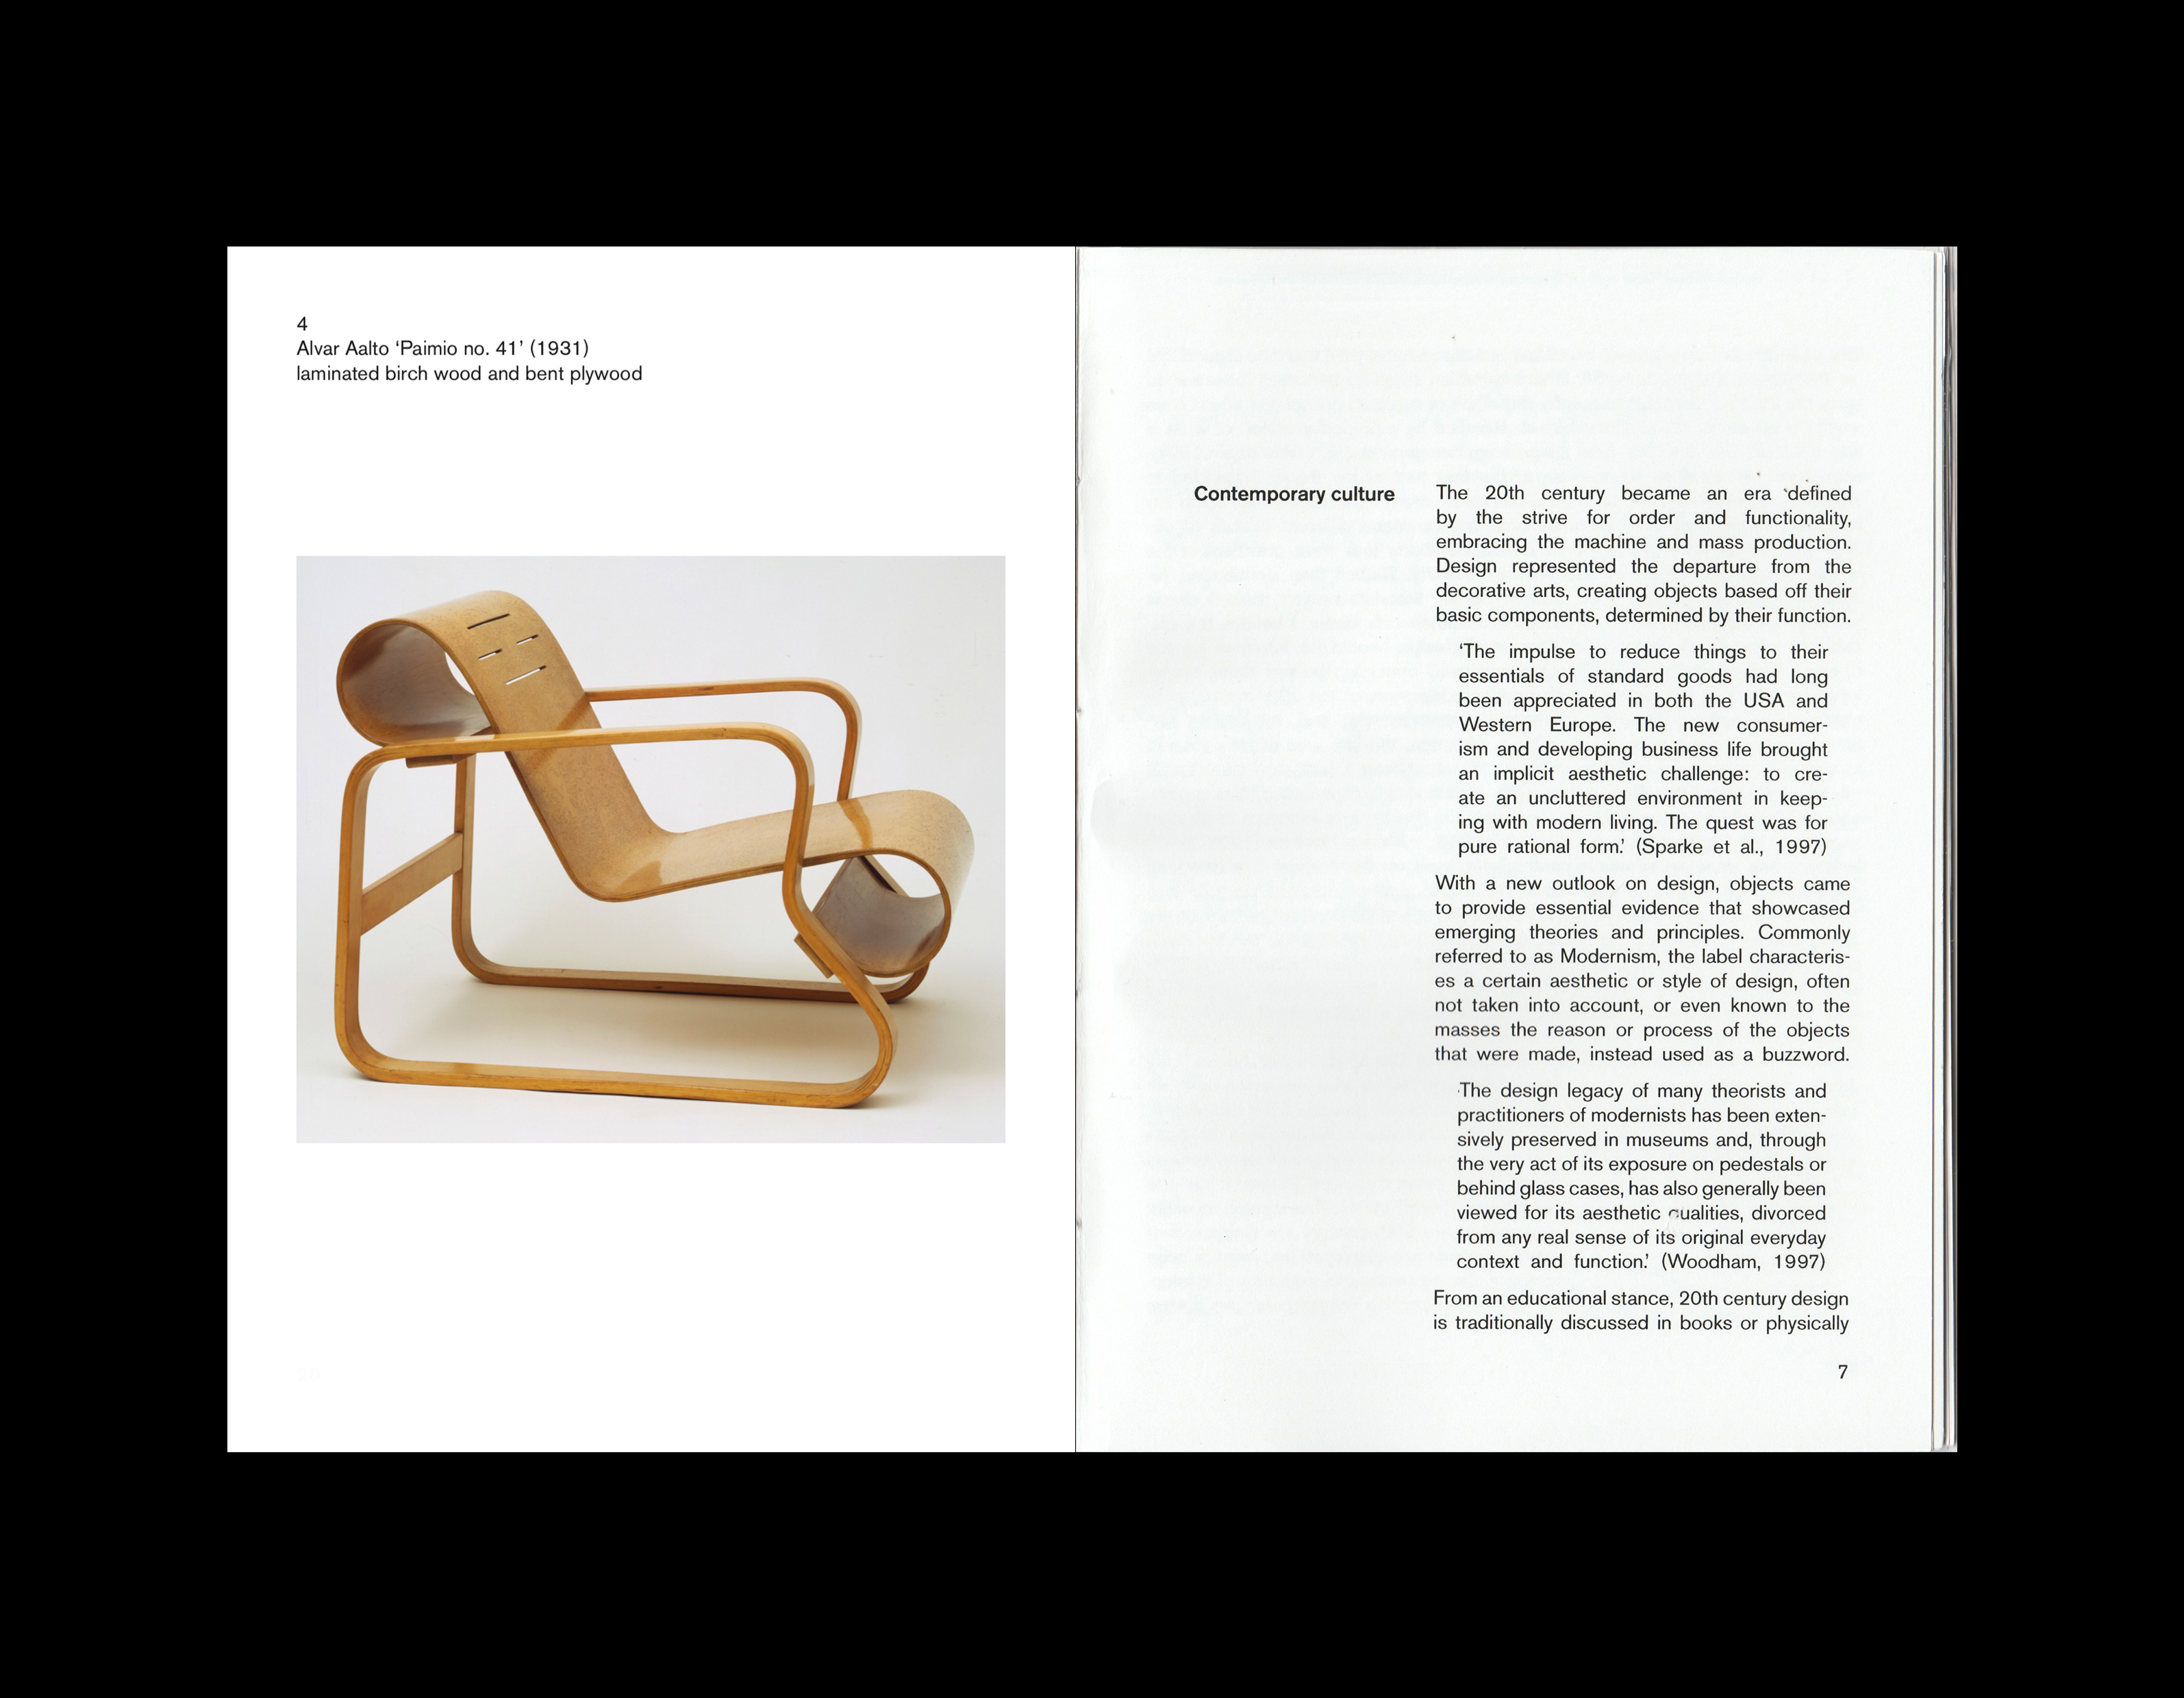 4
Alvar Aalto ‘Paimio no. 41’ (1931)
laminated birch wood and bent plywood
Contemporary culture
The 20th century became an era defined
by the strive for order and functionality,
embracing the machine and mass production.
Design represented the departure from the
decorative arts, creating objects based off their
basic components, determined by their function.
‘The impulse to reduce things to their
essentials of standard goods had long
been appreciated in both the USA and
Western Europe. The new consumer-
ism and developing business life brought
an implicit aesthetic challenge: to cre-
ate an uncluttered environment in keep-
ing with modern living. The quest was for
pure rational form.’ (Sparke et al., 1997)
With a new outlook on design, objects came
to provide essential evidence that showcased
emerging theories and principles. Commonly
referred to as Modernism, the label characteris-
es a certain aesthetic or style of design, often
not taken into account, or even known to the
masses the reason or process of the objects
that were made, instead used as a buzzword.
‘The design legacy of many theorists and
practitioners of modernists has been exten-
sively preserved in museums and, through
the very act of its exposure on pedestals or
behind glass cases, has also generally been
viewed for its aesthetic qualities, divorced
from any real sense of its original everyday
context and function.’ (Woodham, 1997)
From an educational stance, 20th century design
is traditionally discussed in books or physically
7